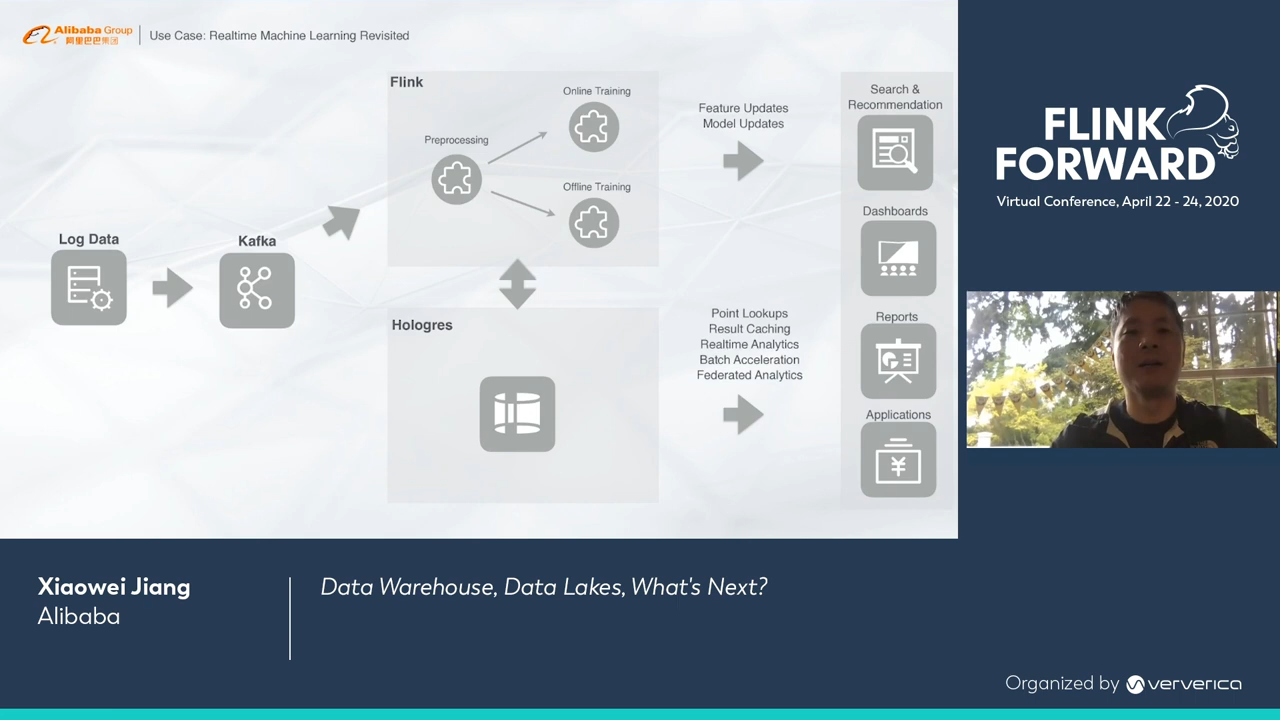 Alibaba Group
阿里巴巴集团
Use Case: Realtime Machine Learning Revisited
Flink
Online Training
Preprocessing
Offline Training
Feature Updates
Model Updates
Search &
Recommendation
Dashboards
Log Data
Kafka
Hologres
Point Lookups
Result Caching
Realtime Analytics
Batch Acceleration
Federated Analytics
Reports
Applications
¥
FLINK
FORWARD
Virtual Conference, April 22 - 24, 2020
Xiaowei Jiang
Alibaba
Data Warehouse, Data Lakes, What's Next?
Organized by ververica